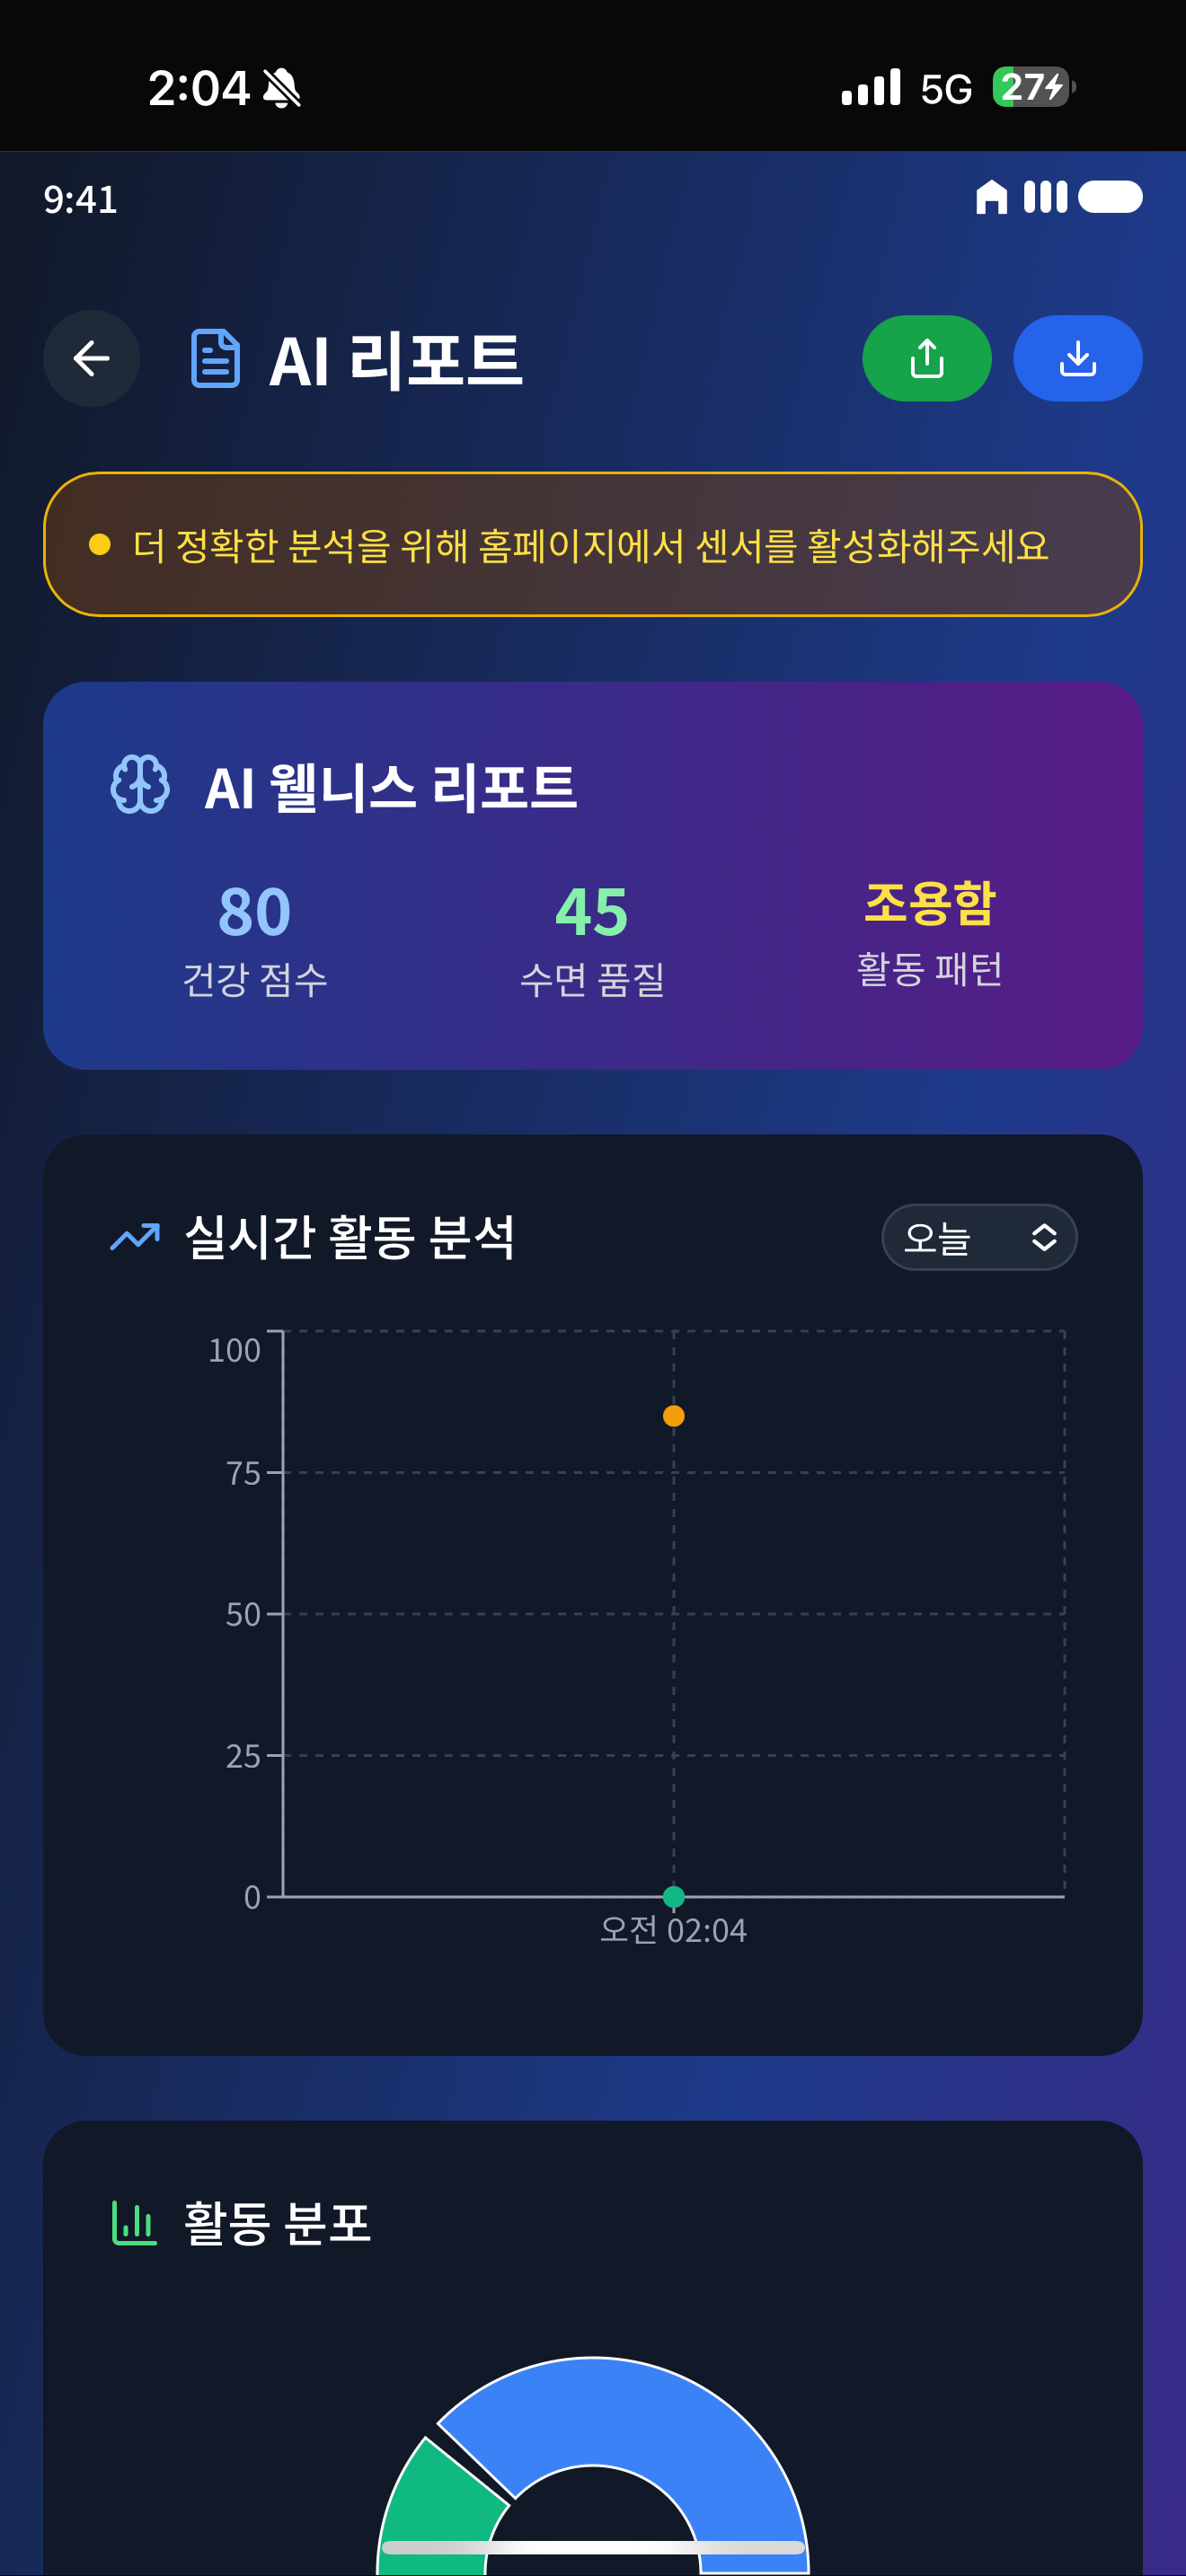 2:04 5G 27
9:41
AI 리포트
더 정확한 분석을 위해 홈페이지에서 센서를 활성화해주세요
AI 웰니스 리포트
80 45 조용함
건강 점수 수면 품질 활동 패턴
실시간 활동 분석 오늘
100
75
50
25
0
오전 02:04
활동 분포